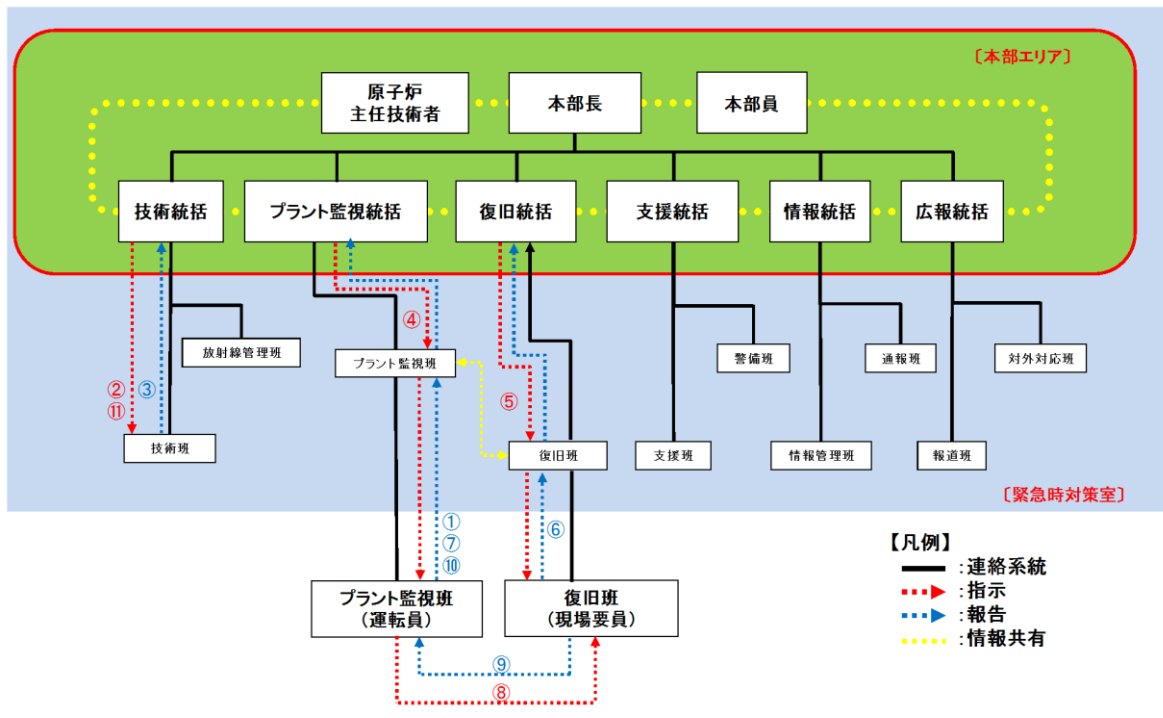 〔本部エリア〕
原子炉
主任技術者
本部長
本部員
技術統括
プラント監視統括
復旧統括
支援統括
情報統括
広報統括
④
放射線管理班
プラント監視班
警備班
通報班
対外対応班
②
⑪
③
⑤
技術班
復旧班
支援班
情報管理班
報道班
〔緊急時対策室〕
①
⑦
⑩
⑥
プラント監視班
（運転員）
復旧班
（現場要員）
⑨
⑧
【凡例】
：連絡系統
：指示
：報告
：情報共有